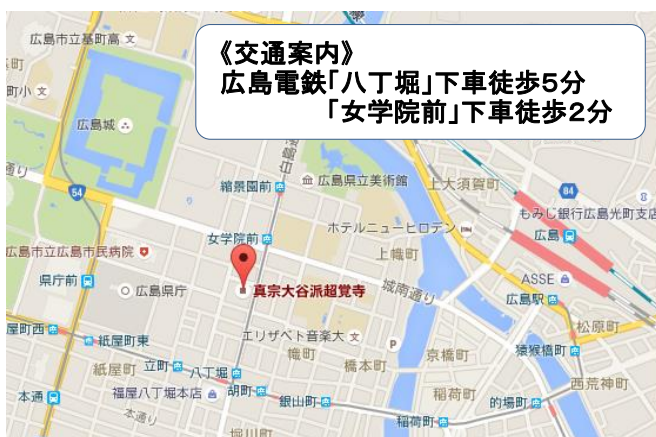 《交通案内》
広島電鉄「八丁堀」下車徒歩5分
「女学院前」下車徒歩2分
広島市立基町高
町小
広島城
白島線
54
縮景園前
広島県立美術館
上大須賀町
84
もみじ銀行広島光町支店
ホテルニューヒロデン
広島
女学院前
広島市立広島市民病院
上幟町
県庁前
広島県庁
真宗大谷派超覚寺
城南通り
ASSE
広島駅
松原町
屋町西
紙屋町東
エリザベト音楽大
幟町
P
京橋町
猿猴橋町
紙屋町
立町
八丁堀
橋本町
西荒神町
本通
福屋八丁堀本店
胡町
銀山町
稲荷町
的場町
本通り
堀川町
稲荷町